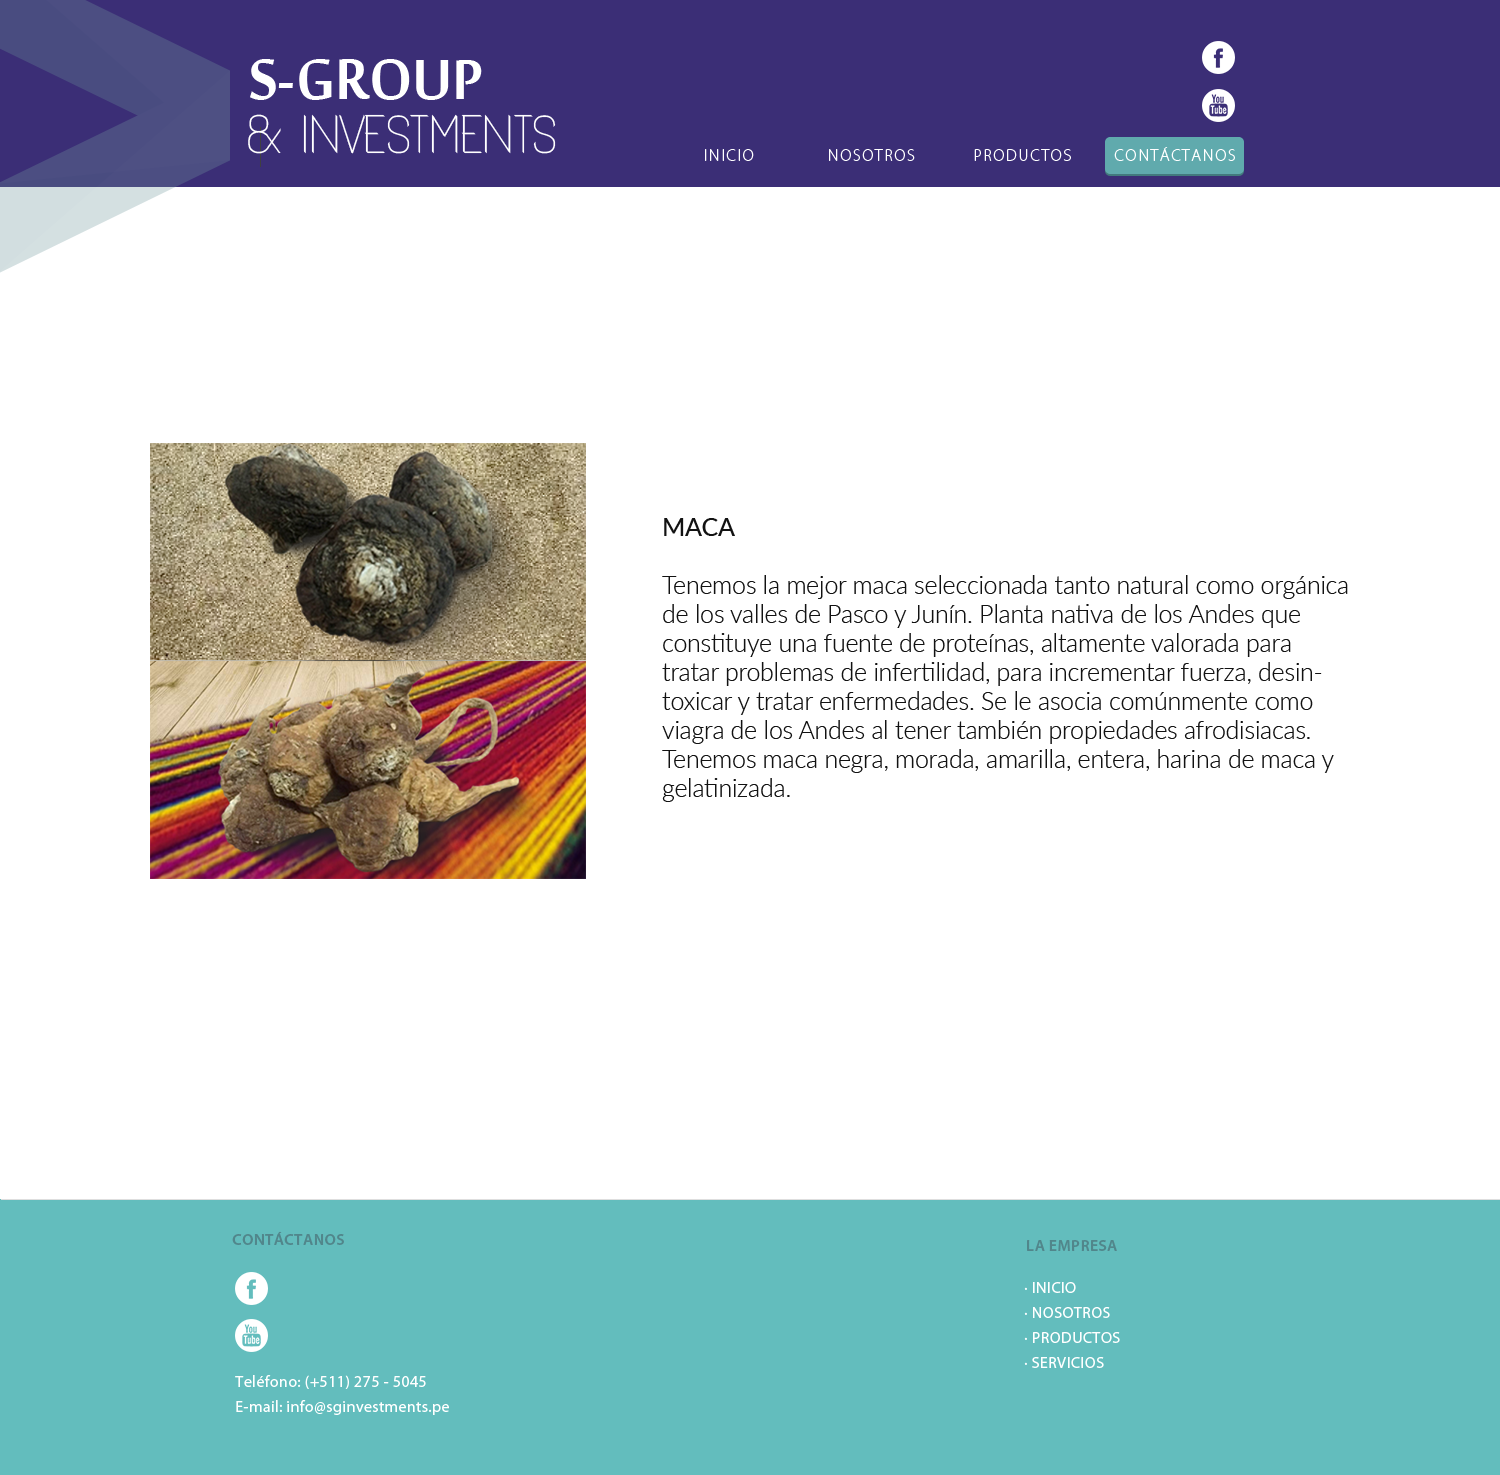 S-GROUP
& INVESTMENTS
f
You
Tube
INICIO NOSOTROS PRODUCTOS CONTÁCTANOS
MACA
Tenemos la mejor maca seleccionada tanto natural como orgánica
de los valles de Pasco y Junín. Planta nativa de los Andes que
constituye una fuente de proteínas, altamente valorada para
tratar problemas de infertilidad, para incrementar fuerza, desin-
toxicar y tratar enfermedades. Se le asocia comúnmente como
viagra de los Andes al tener también propiedades afrodisiacas.
Tenemos maca negra, morada, amarilla, entera, harina de maca y
gelatinizada.
CONTÁCTANOS
f
You
Tube
Teléfono: (+511) 275 - 5045
E-mail: info@sginvestments.pe
LA EMPRESA
· INICIO
· NOSOTROS
· PRODUCTOS
· SERVICIOS